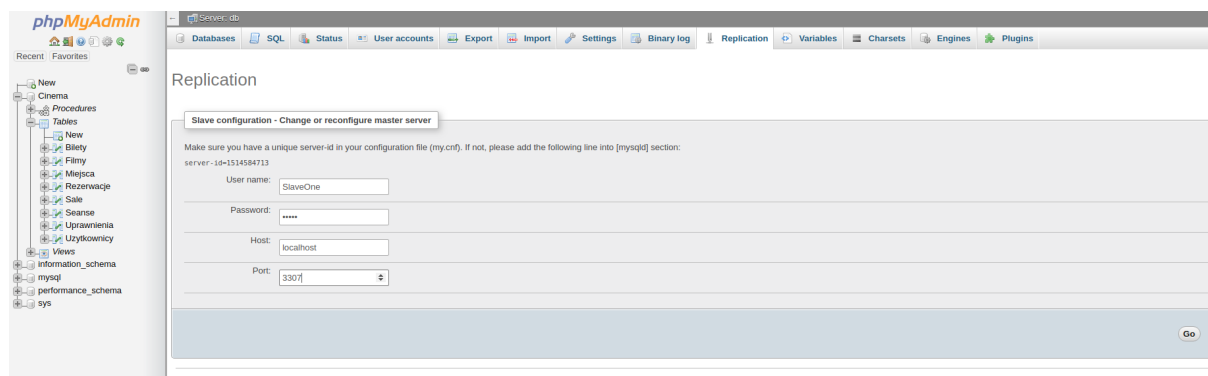 phpMyAdmin
Recent Favorites
New
Cinema
Procedures
Tables
New
Bilety
Filmy
Miejsca
Rezerwacje
Sale
Seanse
Uprawnienia
Uzytkownicy
Views
information_schema
mysql
performance_schema
sys
Server: db
Databases SQL Status User accounts Export Import Settings Binary log Replication Variables Charsets Engines Plugins
Replication
Slave configuration - Change or reconfigure master server
Make sure you have a unique server-id in your configuration file (my.cnf). If not, please add the following line into [mysqld] section:
server-id=1514584713
User name: SlaveOne
Password: •••••
Host: localhost
Port: 3307
Go